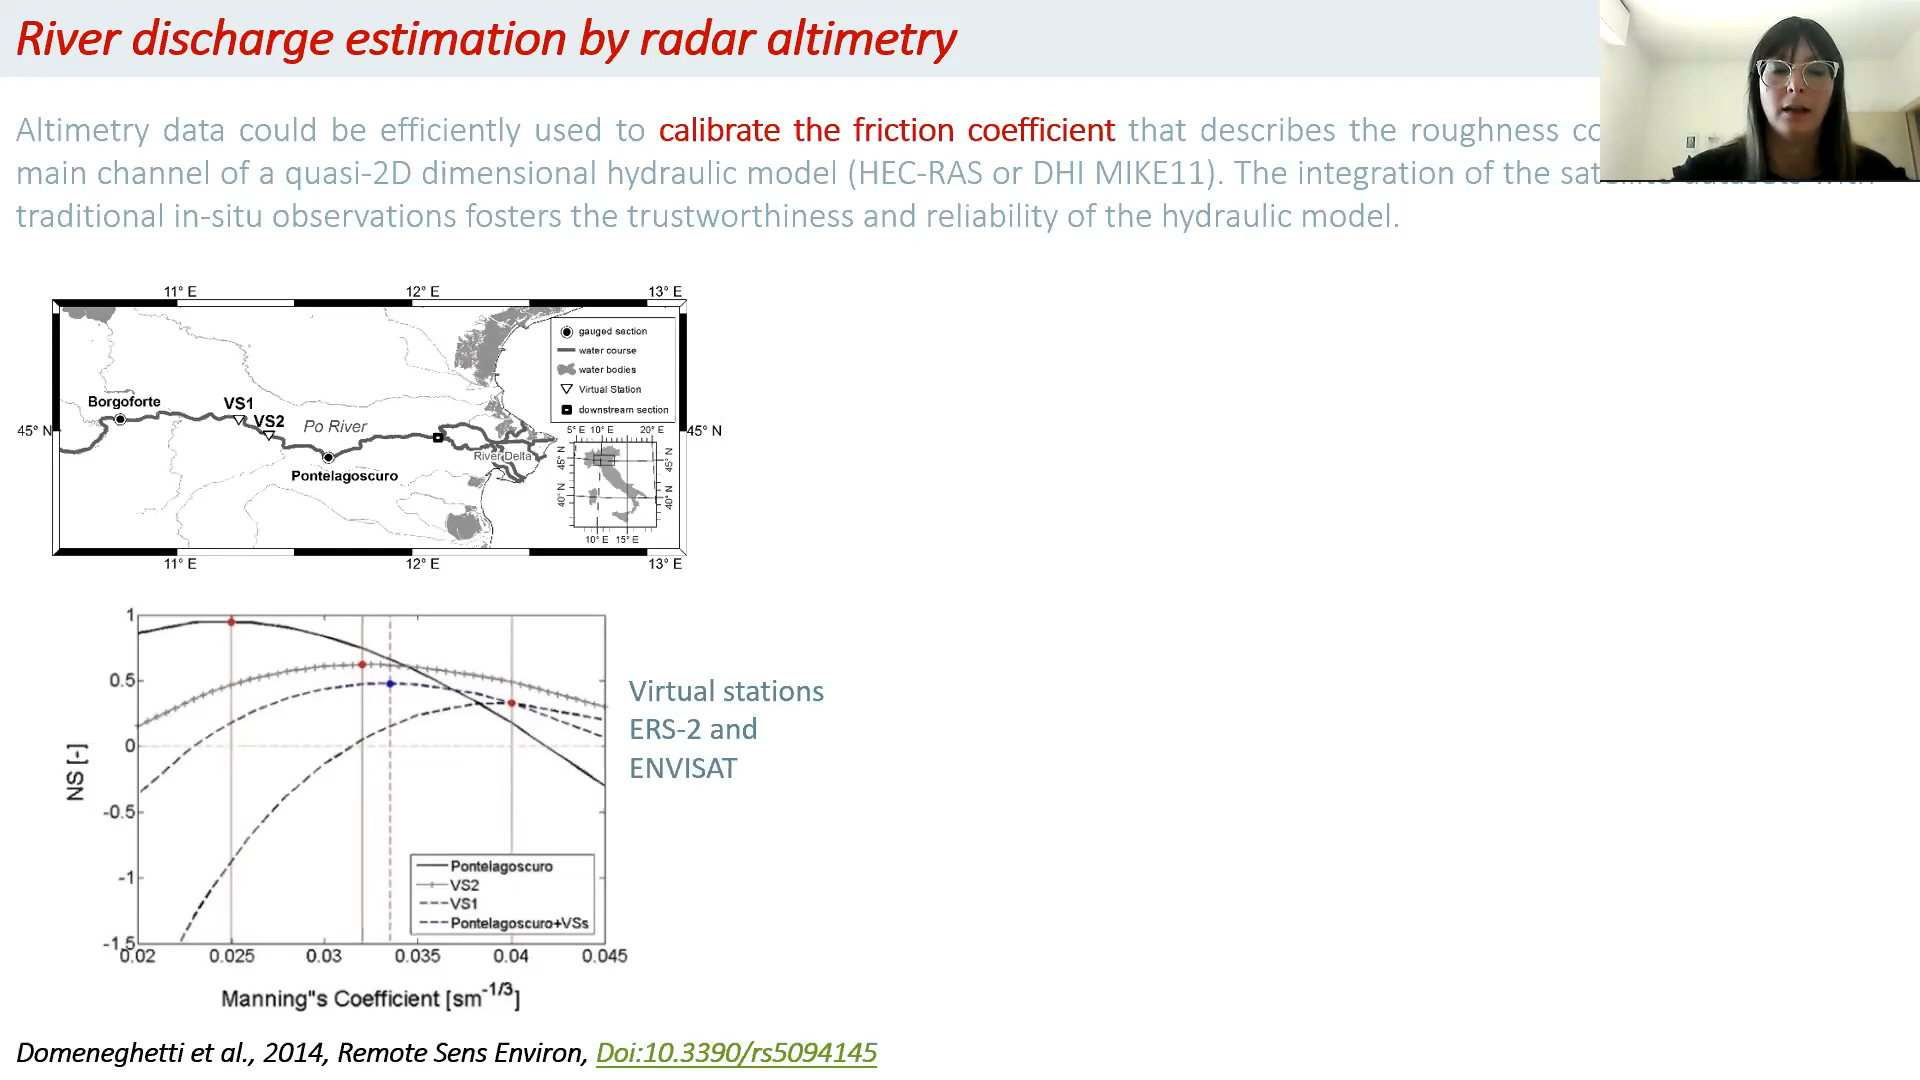 River discharge estimation by radar altimetry
Altimetry data could be efficiently used to calibrate the friction coefficient that describes the roughness
main channel of a quasi-2D dimensional hydraulic model (HEC-RAS or DHI MIKE11). The integration of the
traditional in-situ observations fosters the trustworthiness and reliability of the hydraulic model.
11° E 12° E 13° E
gauged section
water course
water bodies
Virtual Station
downstream section
Borgoforte
VS1
VS2
Po River
Pontelagoscuro
River Delta
45° N
45° N
5° E 10° E 20° E
45° N
40° N
45° N
40° N
10° E 15° E
11° E 12° E 13° E
1
0.5
0
-0.5
-1
-1.5
NS [-]
Pontelagoscuro
VS2
VS1
Pontelagoscuro+VSs
0.02 0.025 0.03 0.035 0.04 0.045
Manning"s Coefficient [sm-1/3]
Virtual stations
ERS-2 and
ENVISAT
Domeneghetti et al., 2014, Remote Sens Environ, Doi:10.3390/rs5094145